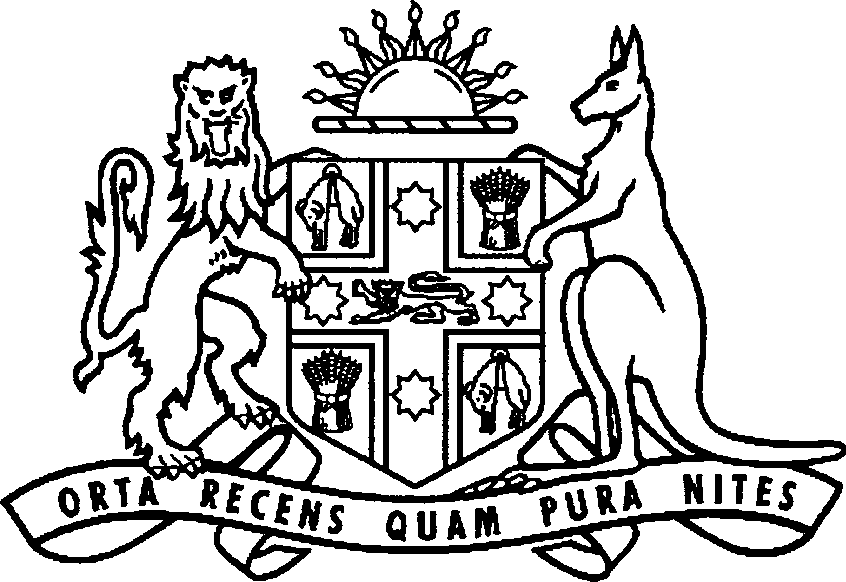 ORTA RECENS QUAM PURA NITES